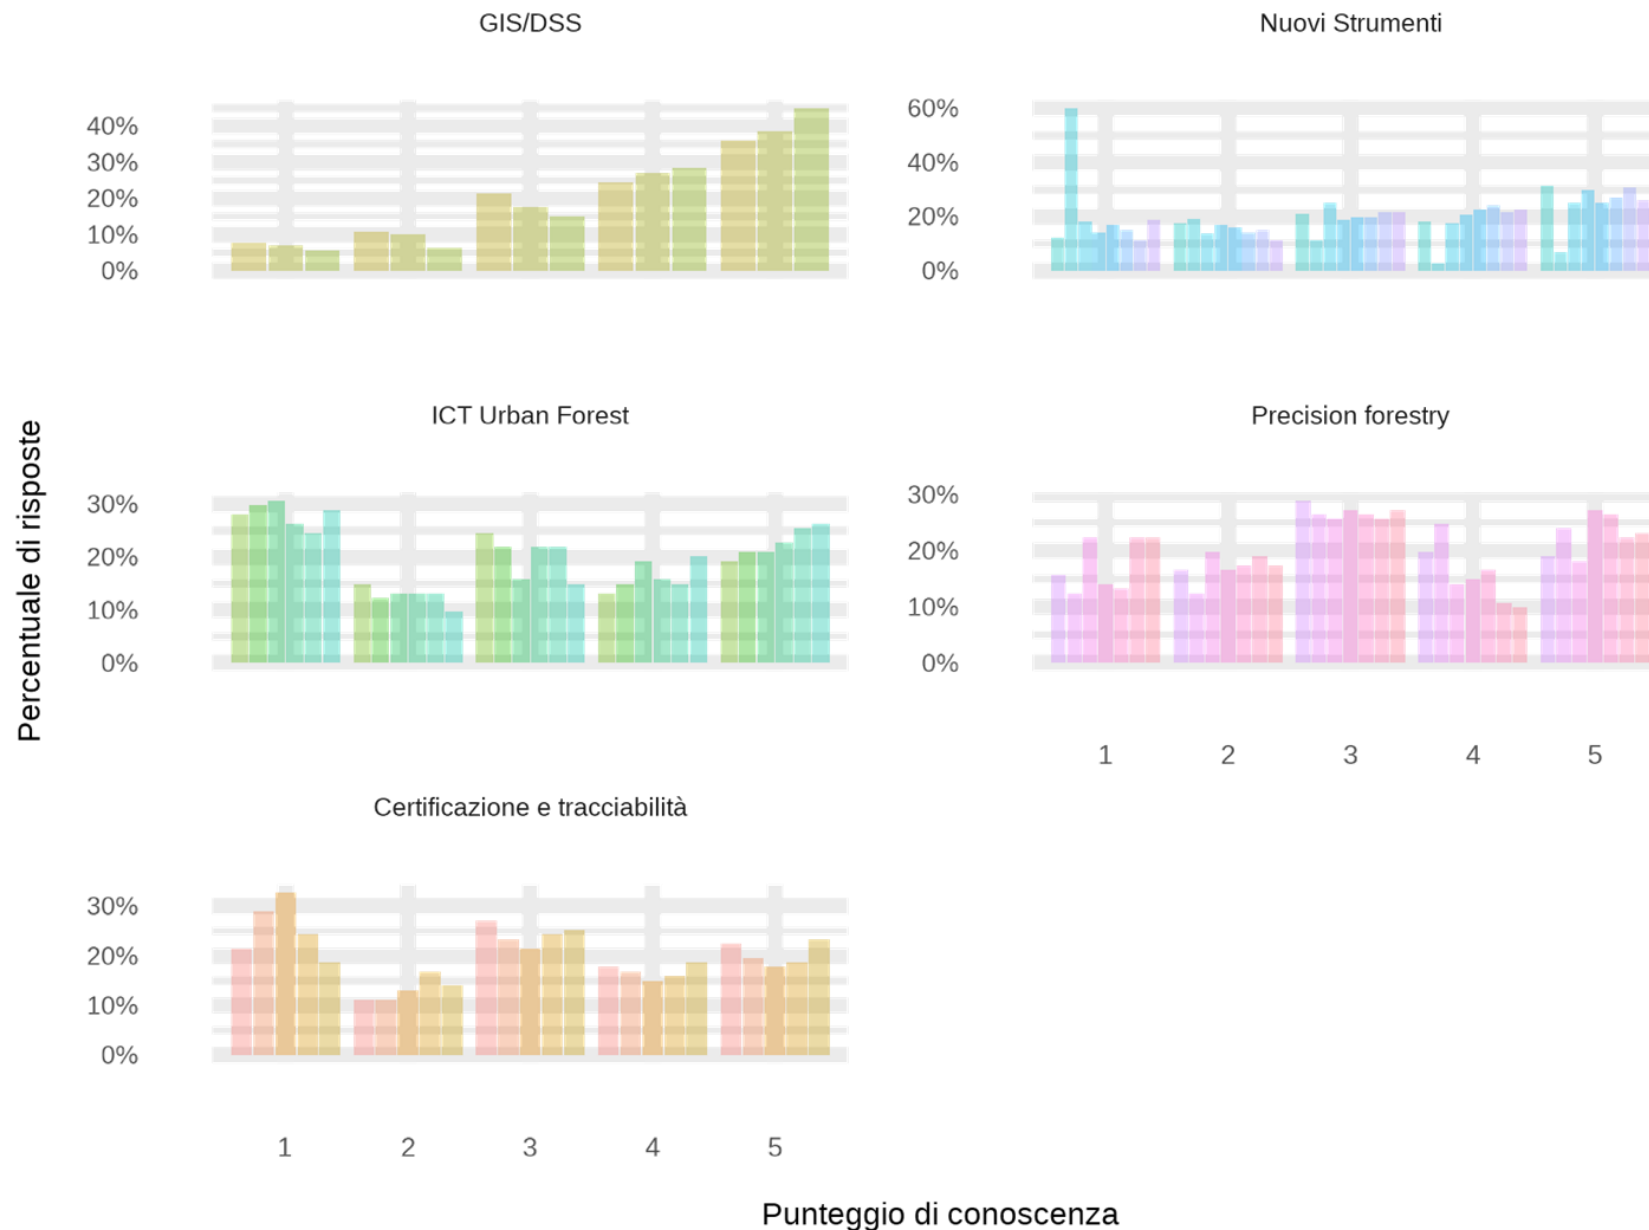 GIS/DSS
Nuovi Strumenti
40%
30%
20%
10%
0%
60%
40%
20%
0%
ICT Urban Forest
Precision forestry
30%
20%
10%
0%
30%
20%
10%
0%
1 2 3 4 5
Certificazione e tracciabilità
30%
20%
10%
0%
1 2 3 4 5
Percentuale di risposte
Punteggio di conoscenza